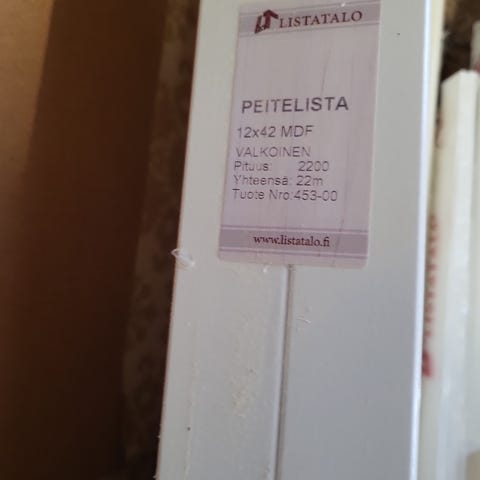 LISTATALO
PEITELISTA
12x42 MDF
VALKOINEN
Pituus: 2200
Yhteensä: 22m
Tuote Nro:453-00
www.listatalo.fi